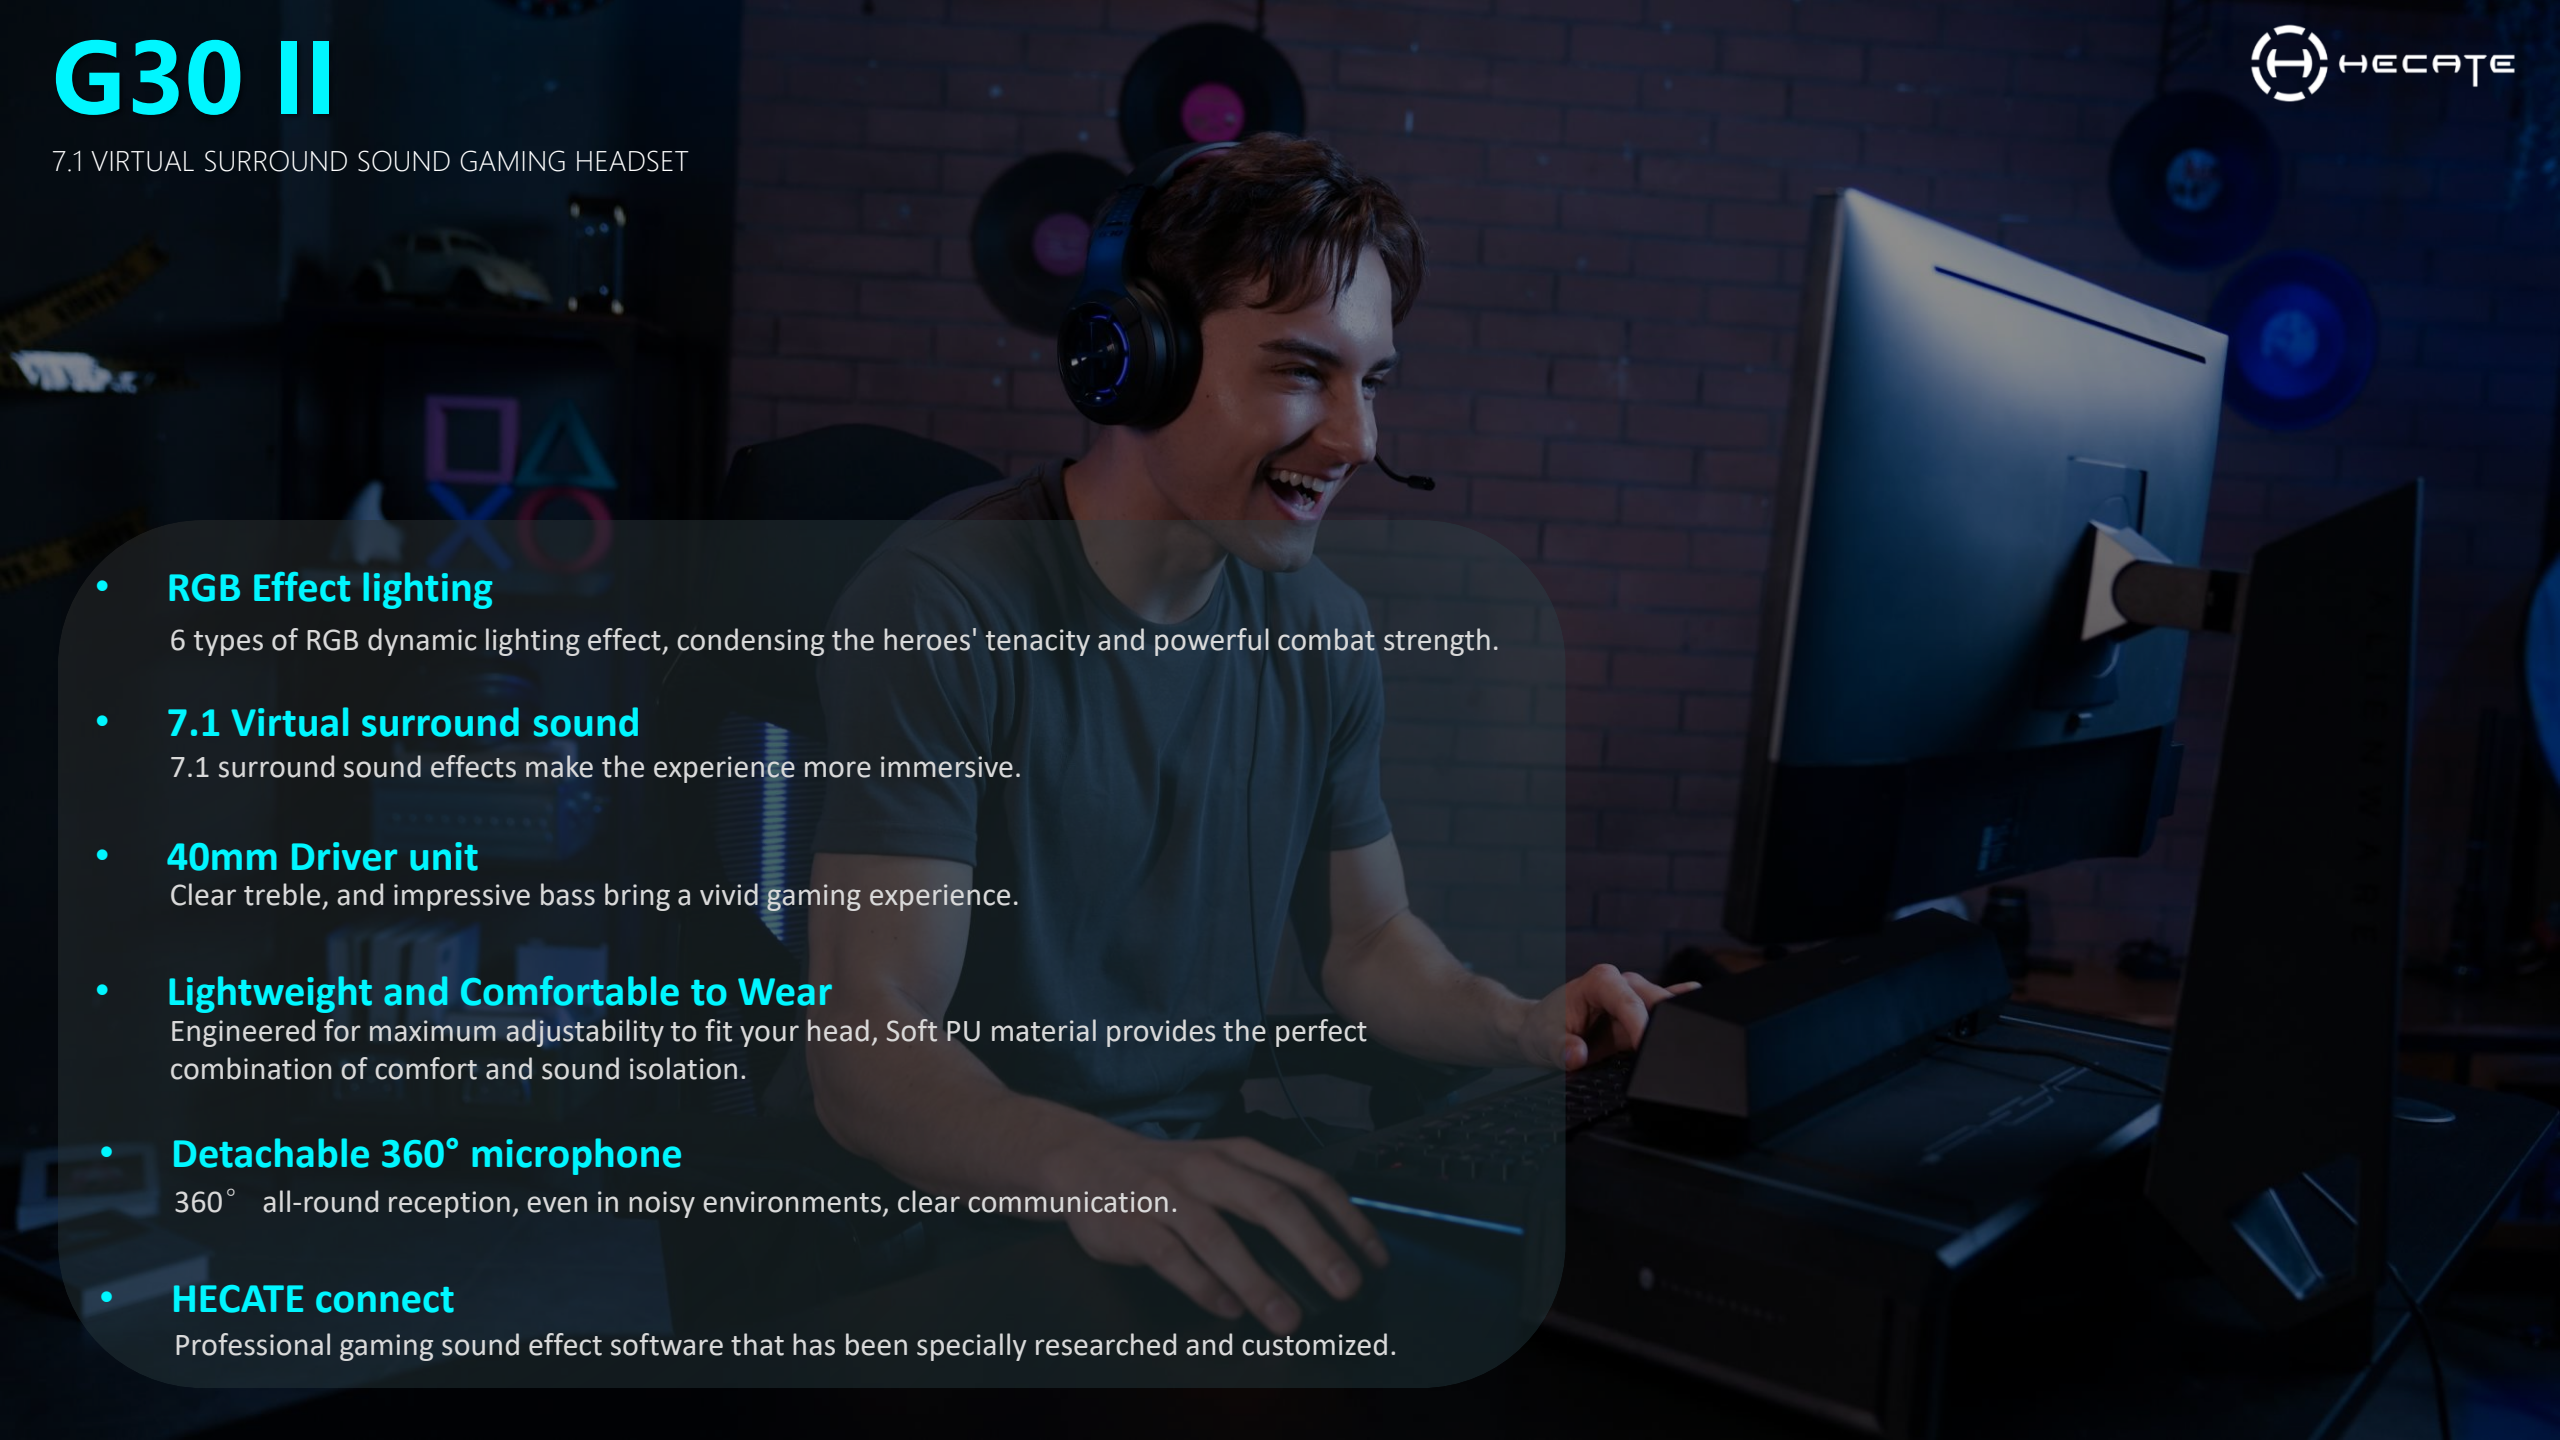 G30 II
HECATE
7.1 VIRTUAL SURROUND SOUND GAMING HEADSET
• RGB Effect lighting
6 types of RGB dynamic lighting effect, condensing the heroes' tenacity and powerful combat strength.
• 7.1 Virtual surround sound
7.1 surround sound effects make the experience more immersive.
• 40mm Driver unit
Clear treble, and impressive bass bring a vivid gaming experience.
• Lightweight and Comfortable to Wear
Engineered for maximum adjustability to fit your head, Soft PU material provides the perfect
combination of comfort and sound isolation.
• Detachable 360° microphone
360° all-round reception, even in noisy environments, clear communication.
• HECATE connect
Professional gaming sound effect software that has been specially researched and customized.